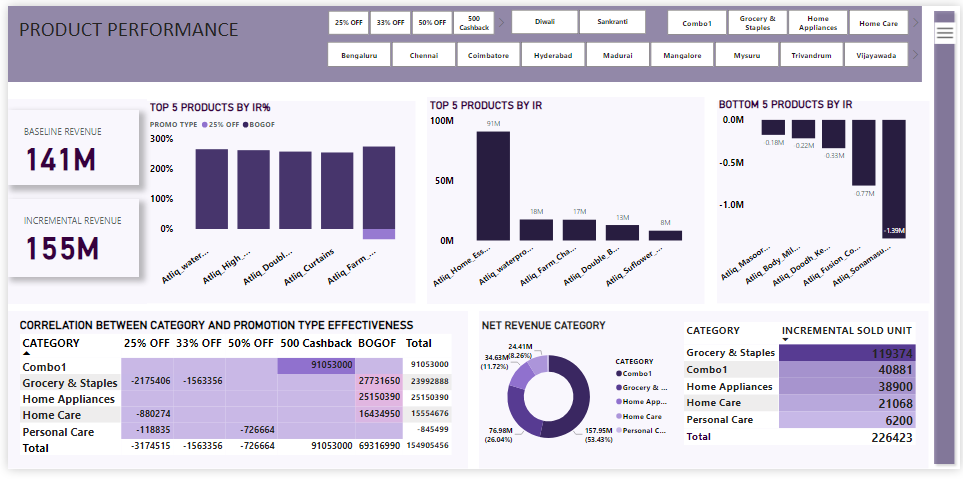 PRODUCT PERFORMANCE
25% OFF 33% OFF 50% OFF 500 Cashback Diwali Sankranti Combo1 Grocery & Staples Home Appliances Home Care
Bengaluru Chennai Coimbatore Hyderabad Madurai Mangalore Mysuru Trivandrum Vijayawada
BASELINE REVENUE
141M
INCREMENTAL REVENUE
155M
TOP 5 PRODUCTS BY IR%
PROMO TYPE 25% OFF BOGOF
300%
200%
100%
0%
Atliq_water... Atliq_High_... Atliq_Doubl... Atliq_Curtains Atliq_Farm_...
TOP 5 PRODUCTS BY IR
100M
50M
0M
91M 18M 17M 13M 8M
Atliq_Home_Ess... Atliq_waterpro... Atliq_Farm_Cha... Atliq_Double_B... Atliq_Suflower_...
BOTTOM 5 PRODUCTS BY IR
0.0M
-0.5M
-1.0M
-0.18M -0.22M -0.33M -0.77M -1.39M
Atliq_Masoor... Atliq_Body_Mil... Atliq_Doodh_Ke... Atliq_Fusion_Co... Atliq_Sonamasu...
CORRELATION BETWEEN CATEGORY AND PROMOTION TYPE EFFECTIVENESS
CATEGORY 25% OFF 33% OFF 50% OFF 500 Cashback BOGOF Total
Combo1 91053000 91053000
Grocery & Staples -2175406 -1563356 27731650 23992888
Home Appliances 25150390 25150390
Home Care -880274 16434950 15554676
Personal Care -118835 -726664 -845499
Total -3174515 -1563356 -726664 91053000 69316990 154905456
NET REVENUE CATEGORY
24.41M
(8.26%)
34.63M
(11.72%)
76.98M
(26.04%)
157.95M
(53.43%)
CATEGORY
Combo1
Grocery & ...
Home App...
Home Care
Personal C...
CATEGORY INCREMENTAL SOLD UNIT
Grocery & Staples 119374
Combo1 40881
Home Appliances 38900
Home Care 21068
Personal Care 6200
Total 226423